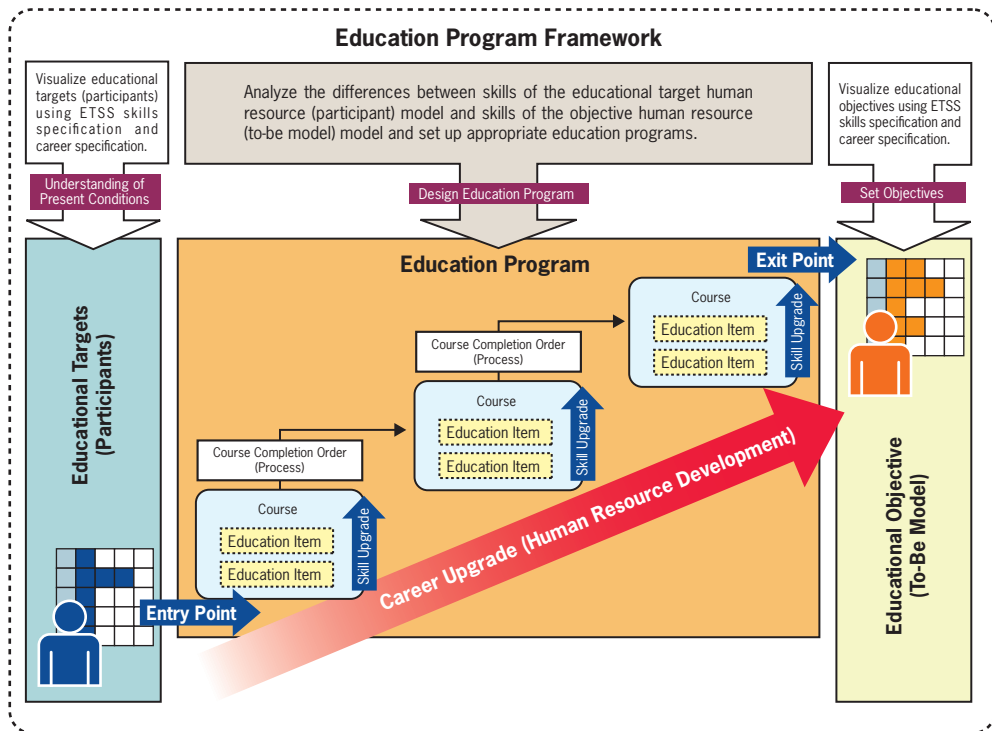 Education Program Framework
Visualize educational
targets (participants)
using ETSS skills
specification and
career specification.
Analyze the differences between skills of the educational target human
resource (participant) model and skills of the objective human resource
(to-be model) model and set up appropriate education programs.
Visualize educational
objectives using ETSS
skills specification and
career specification.
Understanding of
Present Conditions
Design Education Program
Set Objectives
Educational Targets
(Participants)
Education Program
Exit Point
Course
Education Item
Education Item
Skill Upgrade
Course Completion Order
(Process)
Course
Education Item
Education Item
Skill Upgrade
Course Completion Order
(Process)
Course
Education Item
Education Item
Skill Upgrade
Entry Point
Career Upgrade (Human Resource Development)
Educational Objective
(To-Be Model)